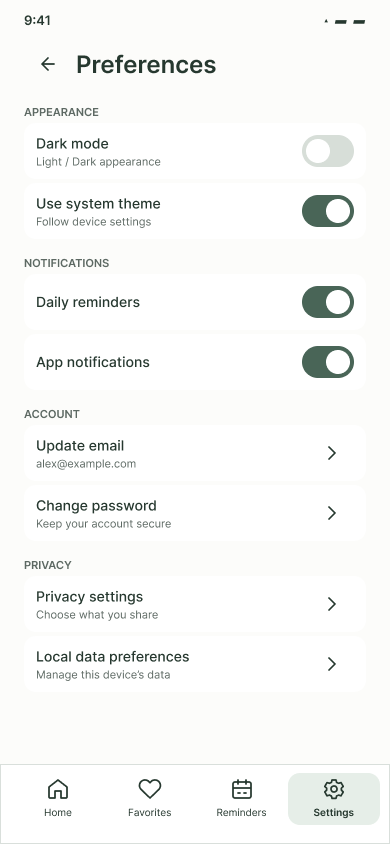 9:41
Preferences
APPEARANCE
Dark mode
Light / Dark appearance
Use system theme
Follow device settings
NOTIFICATIONS
Daily reminders
App notifications
ACCOUNT
Update email
alex@example.com
Change password
Keep your account secure
PRIVACY
Privacy settings
Choose what you share
Local data preferences
Manage this device’s data
Home
Favorites
Reminders
Settings